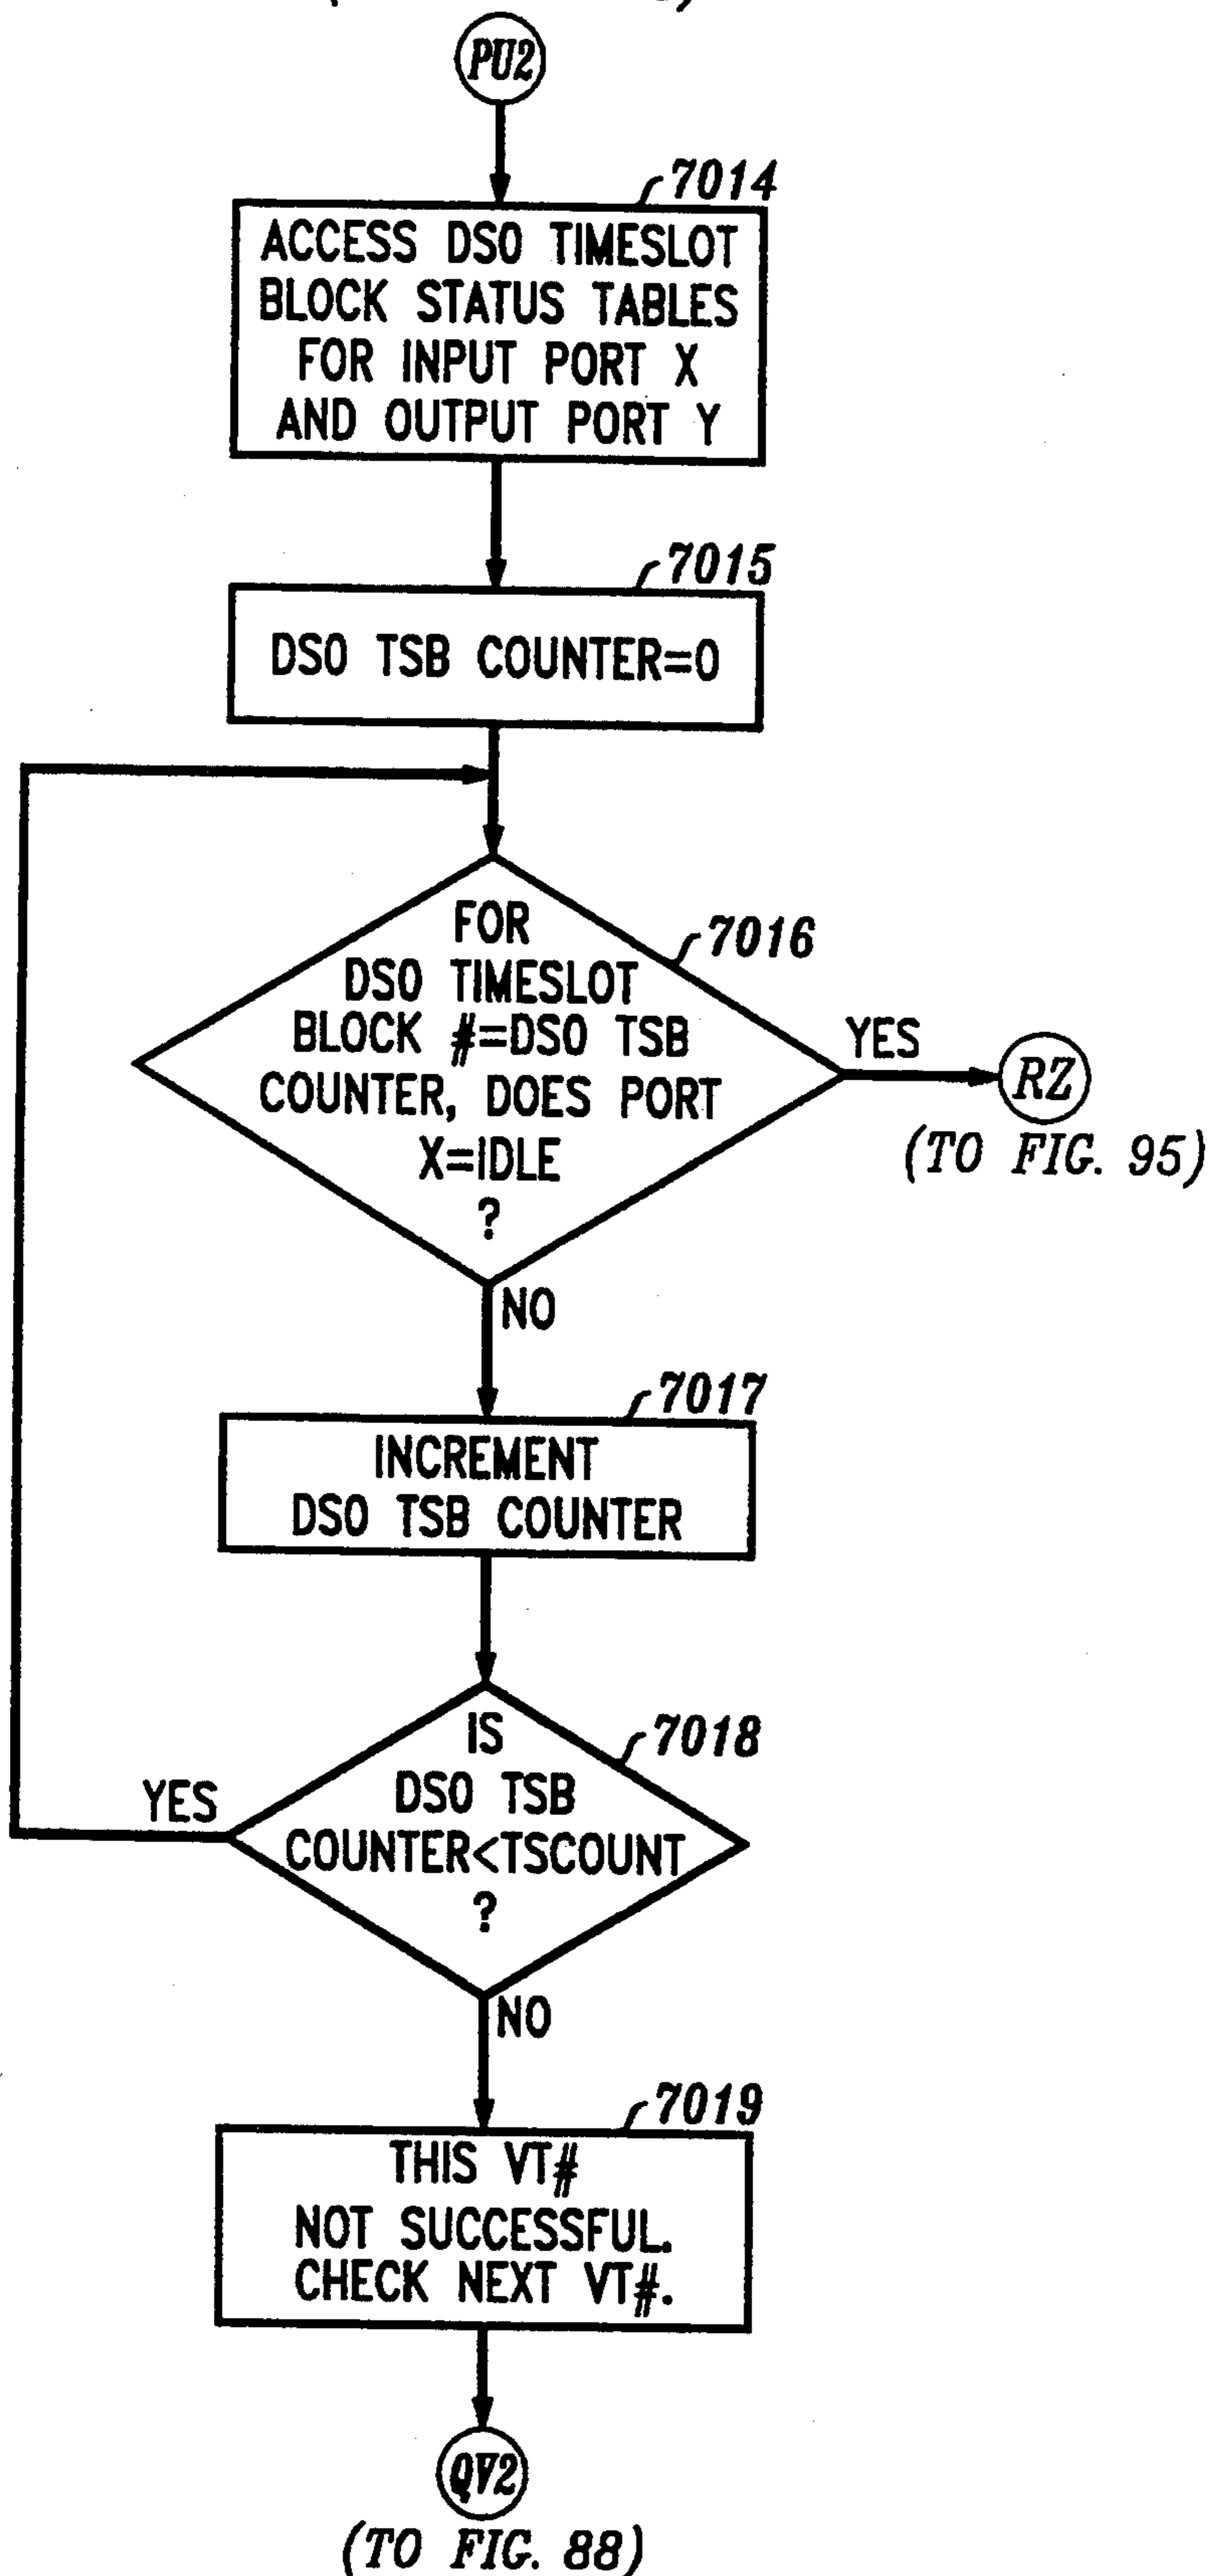 PU2
7014
ACCESS DS0 TIMESLOT
BLOCK STATUS TABLES
FOR INPUT PORT X
AND OUTPUT PORT Y
7015
DS0 TSB COUNTER=0
FOR
DS0 TIMESLOT
BLOCK #=DS0 TSB
COUNTER, DOES PORT
X=IDLE
?
7016
YES
RZ
(TO FIG. 95)
NO
7017
INCREMENT
DS0 TSB COUNTER
7018
IS
DS0 TSB
COUNTER<TSCOUNT
?
YES
NO
7019
THIS VT#
NOT SUCCESSFUL.
CHECK NEXT VT#.
QV2
(TO FIG. 88)